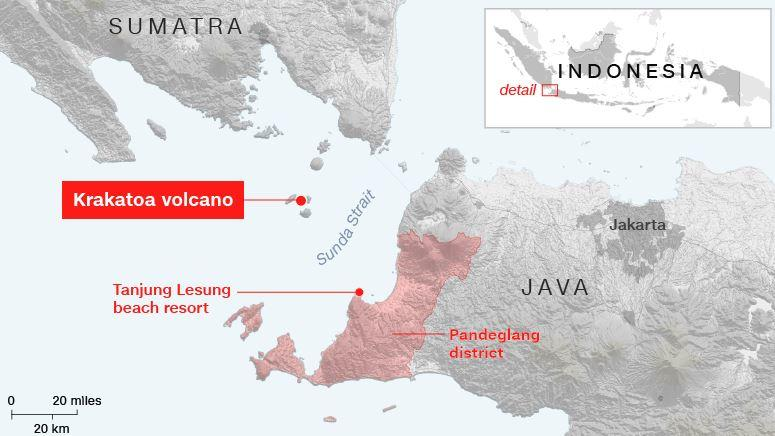 SUMATRA
INDONESIA
detail
Krakatoa volcano
Sunda Strait
Jakarta
Tanjung Lesung
beach resort
JAVA
Pandeglang
district
0 20 miles
20 km